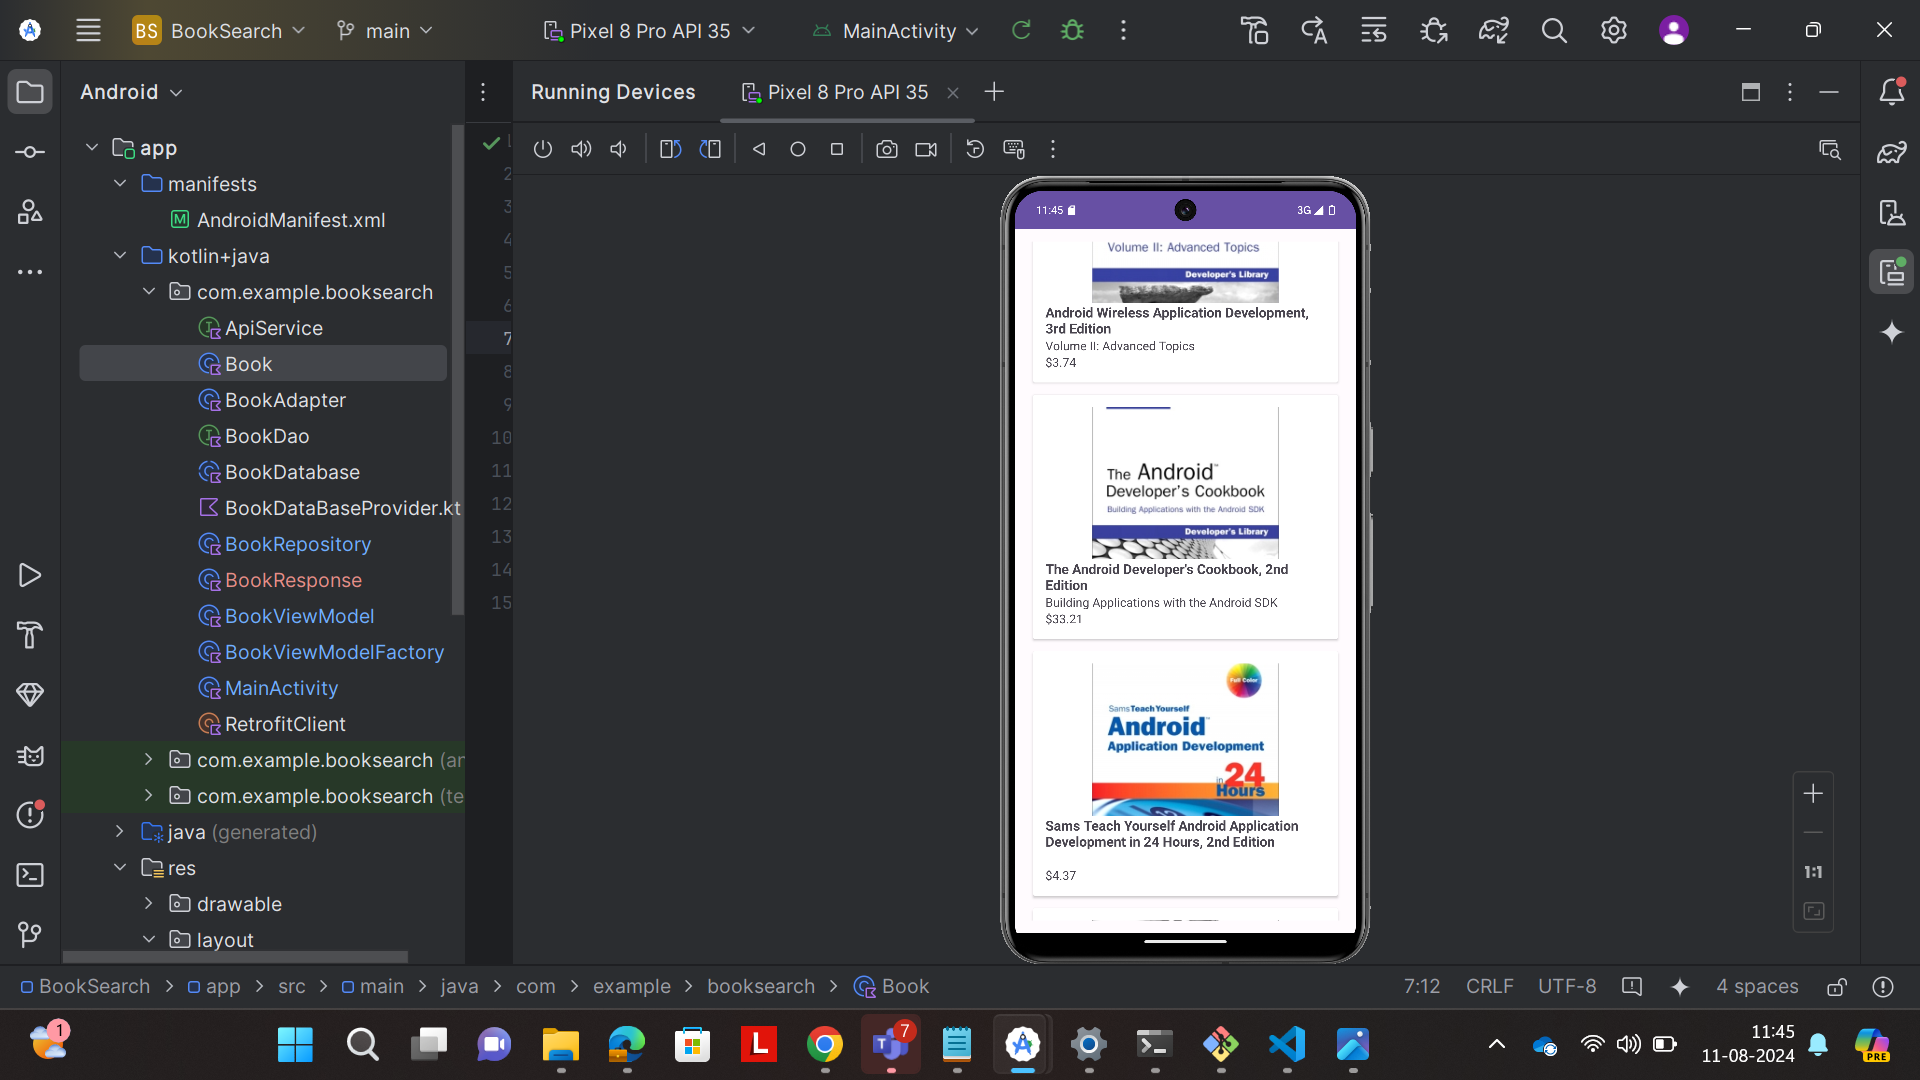 BS BookSearch main Pixel 8 Pro API 35 MainActivity
Android Running Devices Pixel 8 Pro API 35
app
manifests
M AndroidManifest.xml
kotlin+java
com.example.booksearch
ApiService
Book
BookAdapter
BookDao
BookDatabase
BookDataBaseProvider.kt
BookRepository
BookResponse
BookViewModel
BookViewModelFactory
MainActivity
RetrofitClient
com.example.booksearch (an
com.example.booksearch (te
java (generated)
res
drawable
layout
2
3
4
5
6
7
8
9
10
11
12
13
14
15
11:45 3G
Volume II: Advanced Topics
Developer's Library
Android Wireless Application Development,
3rd Edition
Volume II: Advanced Topics
$3.74
The Android™
Developer's Cookbook
Building Applications with the Android SDK
Developer's Library
The Android Developer's Cookbook, 2nd
Edition
Building Applications with the Android SDK
$33.21
Full Color
Sams Teach Yourself
Android™
Application Development
in 24
Hours
Sams Teach Yourself Android Application
Development in 24 Hours, 2nd Edition
$4.37
1:1
BookSearch > app > src > main > java > com > example > booksearch > Book 7:12 CRLF UTF-8 4 spaces
1 L T 7 11:45
11-08-2024 PRE